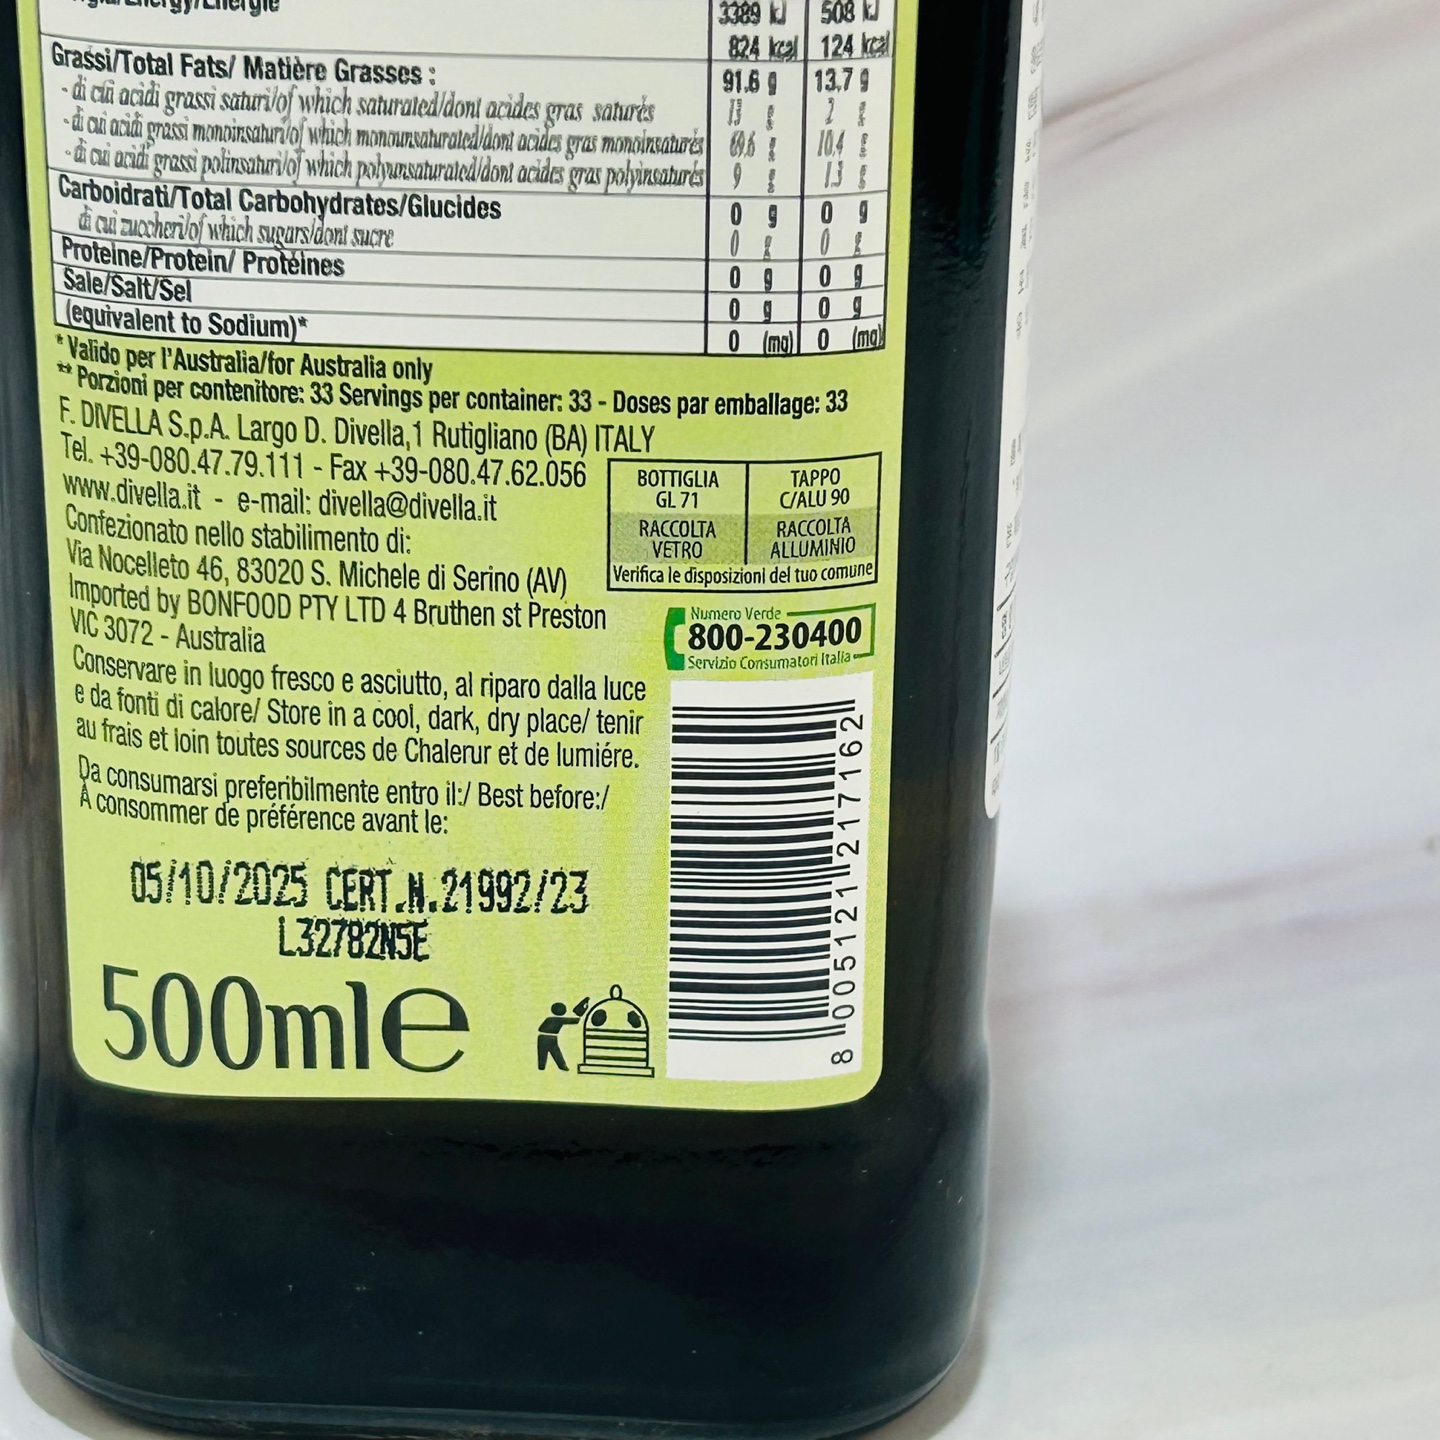 3389 kJ 508 kJ
824 kcal 124 kcal
Grassi/Total Fats/ Matière Grasses : 91.6 g 13.7 g
- di cui acidi grassi saturi/of which saturated/dont acides gras saturès 13 g 2 g
- di cui acidi grassi monoinsaturi/of which monounsaturated/dont acides gras monoinsaturès 69,6 g 10,4 g
- di cui acidi grassi polinsaturi/of which polyunsaturated/dont acides gras polyinsaturès 9 g 1,3 g
Carboidrati/Total Carbohydrates/Glucides 0 g 0 g
di cui zuccheri/of which sugars/dont sucre 0 g 0 g
Proteine/Protein/ Protéines 0 g 0 g
Sale/Salt/Sel 0 g 0 g
(equivalent to Sodium)* 0 (mg) 0 (mg)
* Valido per l'Australia/for Australia only
** Porzioni per contenitore: 33 Servings per container: 33 - Doses par emballage: 33
F. DIVELLA S.p.A. Largo D. Divella,1 Rutigliano (BA) ITALY
Tel. +39-080.47.79.111 - Fax +39-080.47.62.056
www.divella.it - e-mail: divella@divella.it
Confezionato nello stabilimento di:
Via Nocelleto 46, 83020 S. Michele di Serino (AV)
Imported by BONFOOD PTY LTD 4 Bruthen st Preston
VIC 3072 - Australia
BOTTIGLIA TAPPO
GL 71 C/ALU 90
RACCOLTA RACCOLTA
VETRO ALLUMINIO
Verifica le disposizioni del tuo comune
Numero Verde
800-230400
Servizio Consumatori Italia
Conservare in luogo fresco e asciutto, al riparo dalla luce
e da fonti di calore/ Store in a cool, dark, dry place/ tenir
au frais et loin toutes sources de Chalerur et de lumiére.
Da consumarsi preferibilmente entro il:/ Best before:/
À consommer de préférence avant le:
05/10/2025 CERT.N.21992/23
L32782N5E
500ml e
8 005121 217162